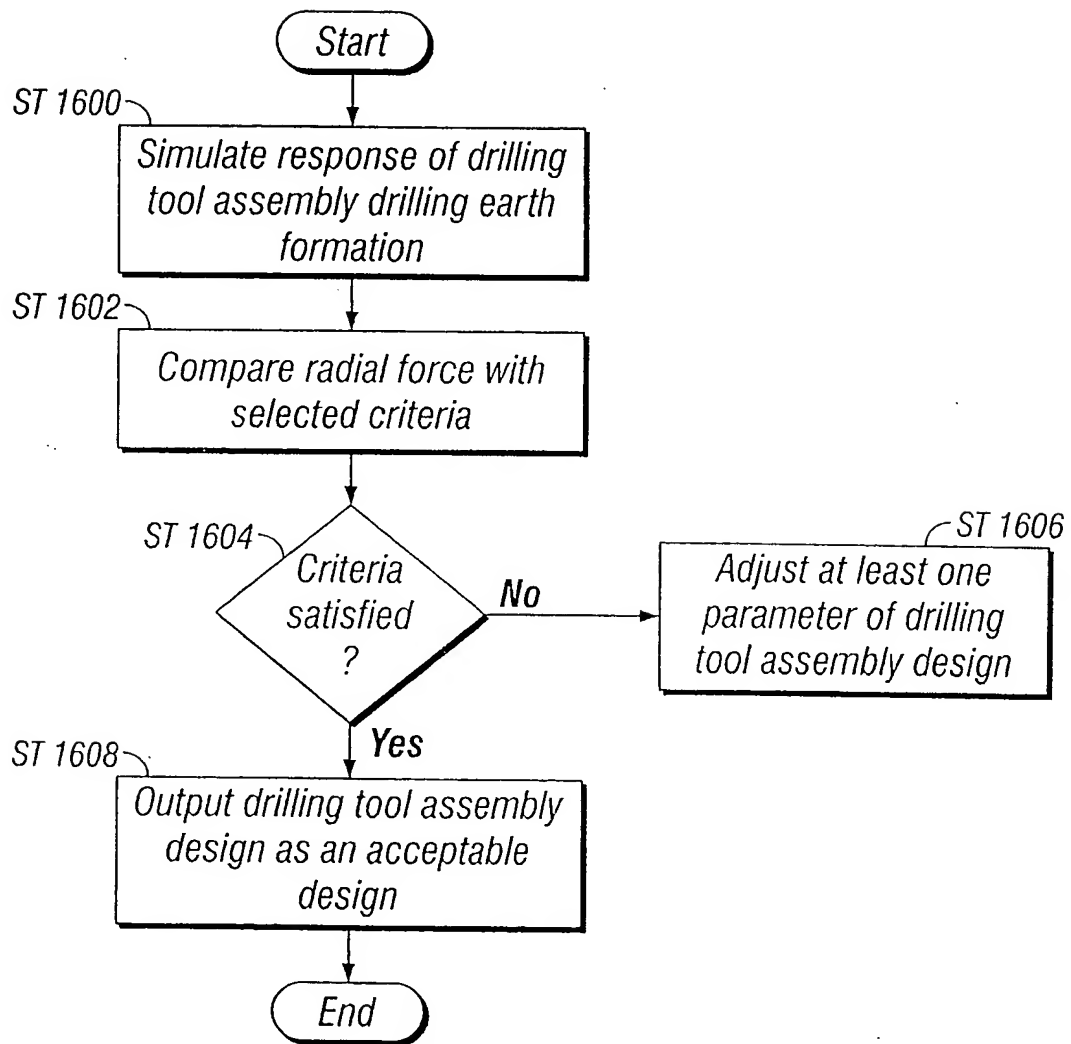 Start
ST 1600
Simulate response of drilling
tool assembly drilling earth
formation
ST 1602
Compare radial force with
selected criteria
ST 1604
Criteria
satisfied
?
No
ST 1606
Adjust at least one
parameter of drilling
tool assembly design
Yes
ST 1608
Output drilling tool assembly
design as an acceptable
design
End